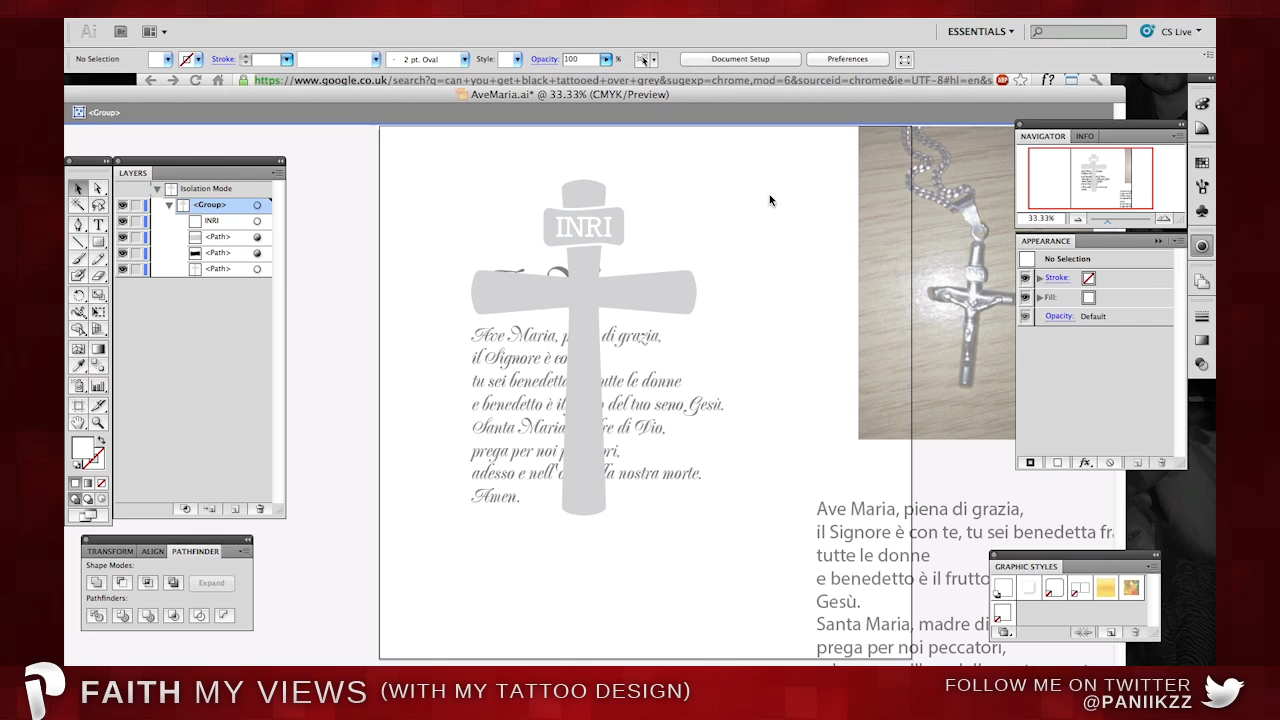 Ai
Br
ESSENTIALS
CS Live
No Selection
Stroke:
2 pt. Oval
Style:
Opacity:
100
%
Document Setup
Preferences
https://www.google.co.uk/search?q=can+you+get+black+tattooed+over+grey&sugexp=chrome,mod=6&sourceid=chrome&ie=UTF-8#hl=en&s
ABP
f?
AveMaria.ai* @ 33.33% (CMYK/Preview)
<Group>
LAYERS
Isolation Mode
<Group>
INRI
<Path>
<Path>
<Path>
TRANSFORM
ALIGN
PATHFINDER
Shape Modes:
Expand
Pathfinders:
INRI
Ave Maria, di grazia,
il Signore è
tu sei benedetta tutte le donne
e benedetto è il del tuo seno Gesù.
Santa Maria di Dio,
prega per noi
adesso e nell' nostra morte.
Amen.
Ave Maria, piena di grazia,
il Signore è con te, tu sei benedetta fra
tutte le donne
e benedetto è il frutto
Gesù.
Santa Maria, madre di
prega per noi peccatori,
NAVIGATOR
INFO
33.33%
APPEARANCE
No Selection
Stroke:
Fill:
Opacity:
Default
fx
GRAPHIC STYLES
FAITH MY VIEWS (WITH MY TATTOO DESIGN)
FOLLOW ME ON TWITTER
@PANIIKZZ